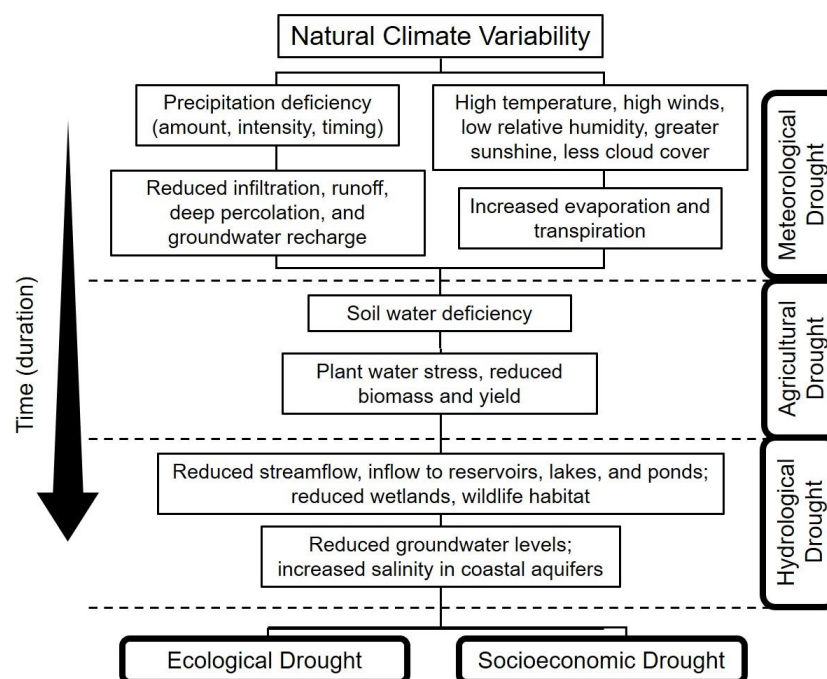 Natural Climate Variability
Precipitation deficiency
(amount, intensity, timing)
High temperature, high winds,
low relative humidity, greater
sunshine, less cloud cover
Reduced infiltration, runoff,
deep percolation, and
groundwater recharge
Increased evaporation and
transpiration
Meteorological
Drought
Time (duration)
Soil water deficiency
Plant water stress, reduced
biomass and yield
Agricultural
Drought
Reduced streamflow, inflow to reservoirs, lakes, and ponds;
reduced wetlands, wildlife habitat
Reduced groundwater levels;
increased salinity in coastal aquifers
Hydrological
Drought
Ecological Drought
Socioeconomic Drought